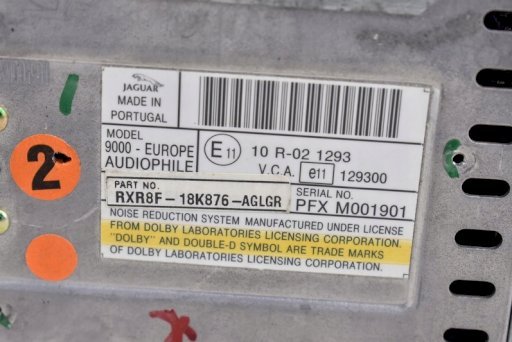 JAGUAR
MADE IN
PORTUGAL
MODEL
9000 - EUROPE
AUDIOPHILE
E 11
10 R-02 1293
V.C.A. e11 129300
PART NO.
RXR8F-18K876-AGLGR
SERIAL NO.
PFX M001901
NOISE REDUCTION SYSTEM MANUFACTURED UNDER LICENSE
FROM DOLBY LABORATORIES LICENSING CORPORATION.
"DOLBY" AND DOUBLE-D SYMBOL ARE TRADE MARKS
OF DOLBY LABORATORIES LICENSING CORPORATION.
2